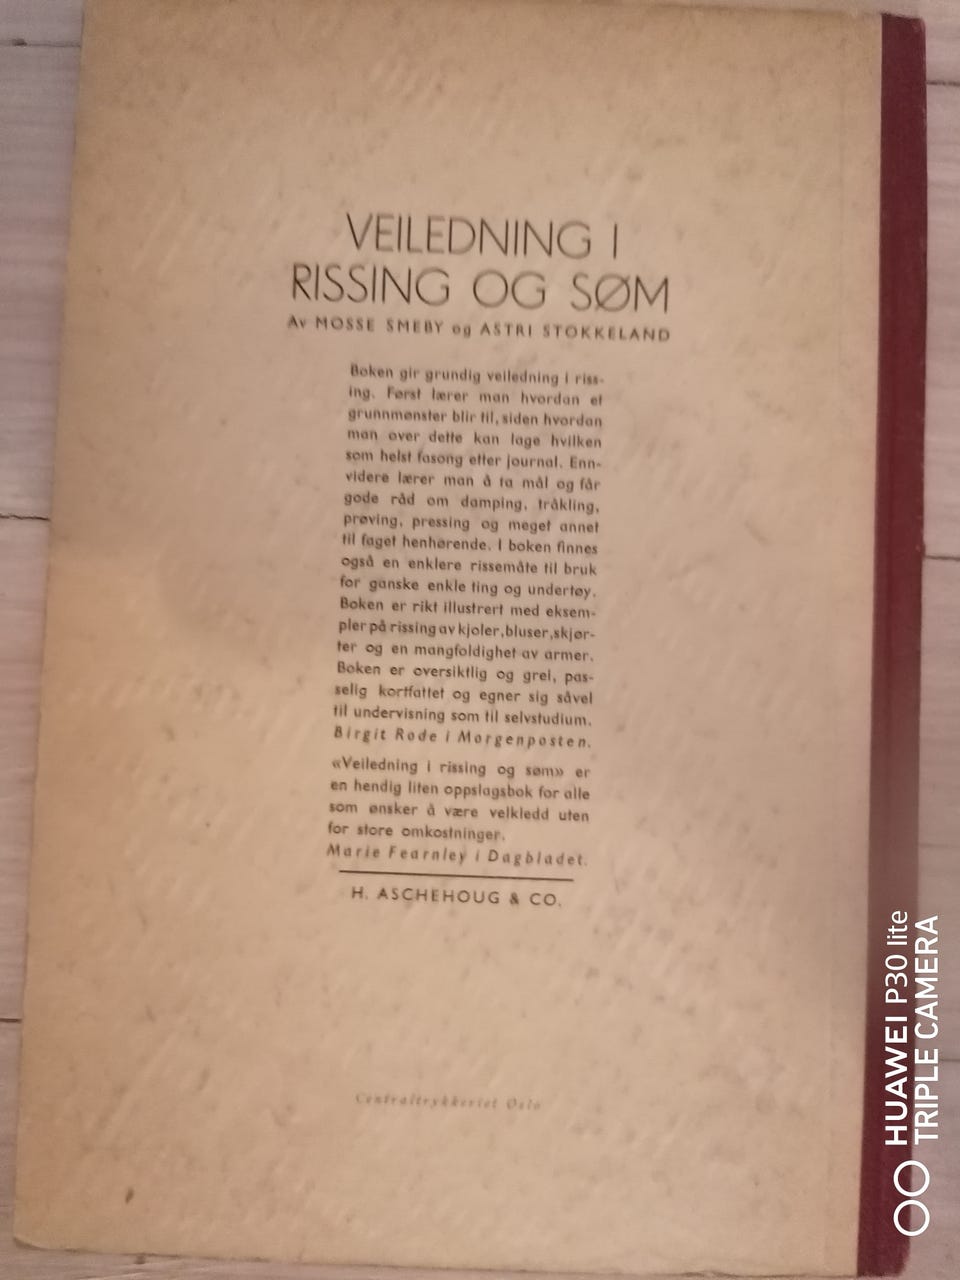 VEILEDNING I
RISSING OG SØM
Av MOSSE SMEBY og ASTRI STOKKELAND
Boken gir grundig veiledning i riss-
ing. Først lærer man hvordan et
grunnmønster blir til, siden hvordan
man over dette kan lage hvilken
som helst fasong etter journal. Enn-
videre lærer man å ta mål og får
gode råd om damping, tråkling,
prøving, pressing og meget annet
til faget henhørende. I boken finnes
også en enklere rissemåte til bruk
for ganske enkle ting og undertøy.
Boken er rikt illustrert med eksem-
pler på rissing av kjoler, bluser, skjør-
ter og en mangfoldighet av armer.
Boken er oversiktlig og grei, pas-
selig kortfattet og egner sig såvel
til undervisning som til selvstudium.
Birgit Rode i Morgenposten.
«Veiledning i rissing og søm» er
en hendig liten oppslagsbok for alle
som ønsker å være velkledd uten
for store omkostninger.
Marie Fearnley i Dagbladet.
H. ASCHEHOUG & CO.
Centraltrykkeriet Oslo
HUAWEI P30 lite
TRIPLE CAMERA